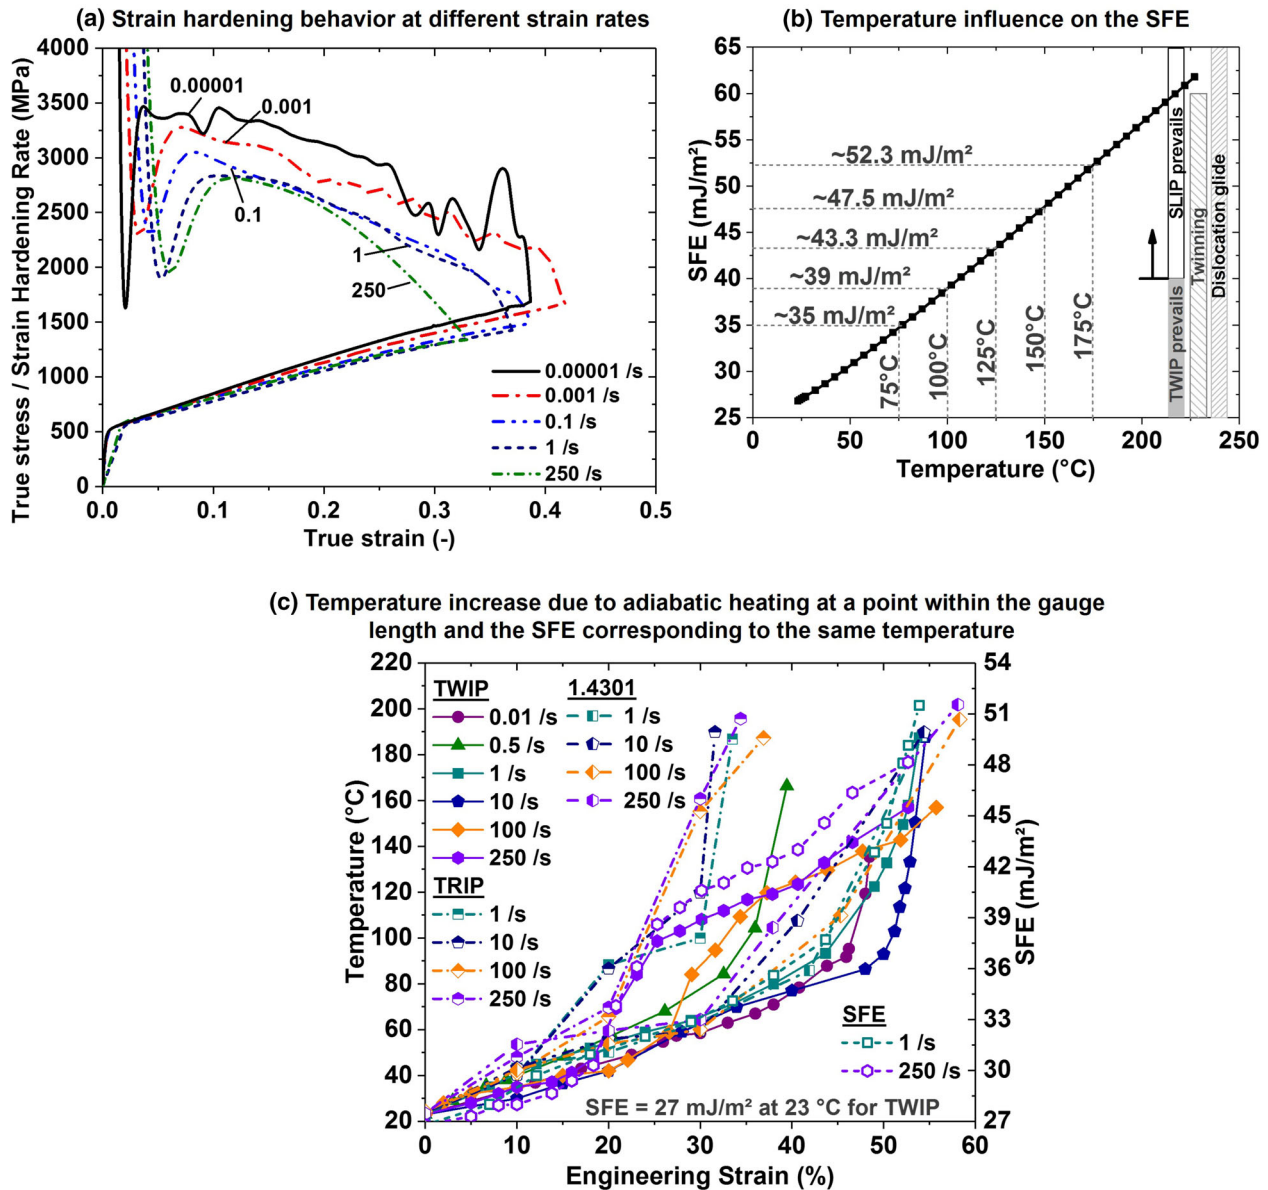 (a) Strain hardening behavior at different strain rates
True stress / Strain Hardening Rate (MPa)
4000
3500
3000
2500
2000
1500
1000
500
0
0.00001
0.001
0.1
1
250
0.00001 /s
0.001 /s
0.1 /s
1 /s
250 /s
0.0 0.1 0.2 0.3 0.4 0.5
True strain (-)
(b) Temperature influence on the SFE
SFE (mJ/m²)
65
60
55
50
45
40
35
30
25
~52.3 mJ/m²
~47.5 mJ/m²
~43.3 mJ/m²
~39 mJ/m²
~35 mJ/m²
75°C
100°C
125°C
150°C
175°C
TWIP prevails
SLIP prevails
Twinning
Dislocation glide
0 50 100 150 200 250
Temperature (°C)
(c) Temperature increase due to adiabatic heating at a point within the gauge
length and the SFE corresponding to the same temperature
Temperature (°C)
220
200
180
160
140
120
100
80
60
40
20
TWIP
0.01 /s
0.5 /s
1 /s
10 /s
100 /s
250 /s
TRIP
1 /s
10 /s
100 /s
250 /s
1.4301
1 /s
10 /s
100 /s
250 /s
SFE
1 /s
250 /s
SFE = 27 mJ/m² at 23 °C for TWIP
54
51
48
45
42
39
36
33
30
27
SFE (mJ/m²)
0 10 20 30 40 50 60
Engineering Strain (%)